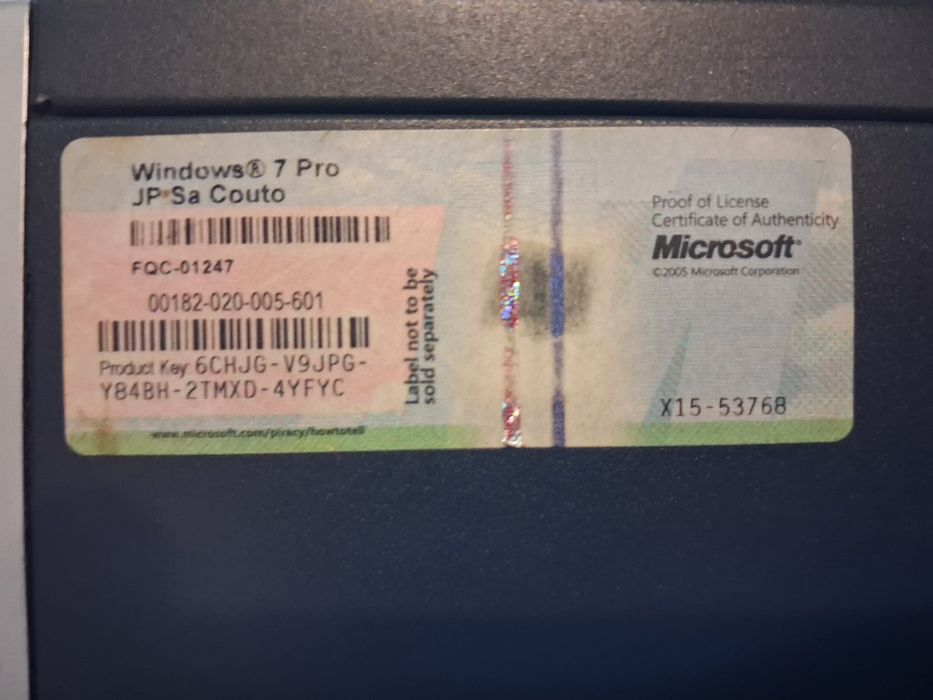 Windows® 7 Pro
JP Sa Couto
FQC-01247
00182-020-005-601
Product Key: 6CHJG-V9JPG-
Y84BH-2TMXD-4YFYC
www.microsoft.com/piracy/howtotell
Label not to be
sold separately
Proof of License
Certificate of Authenticity
Microsoft®
©2005 Microsoft Corporation
X15-53768